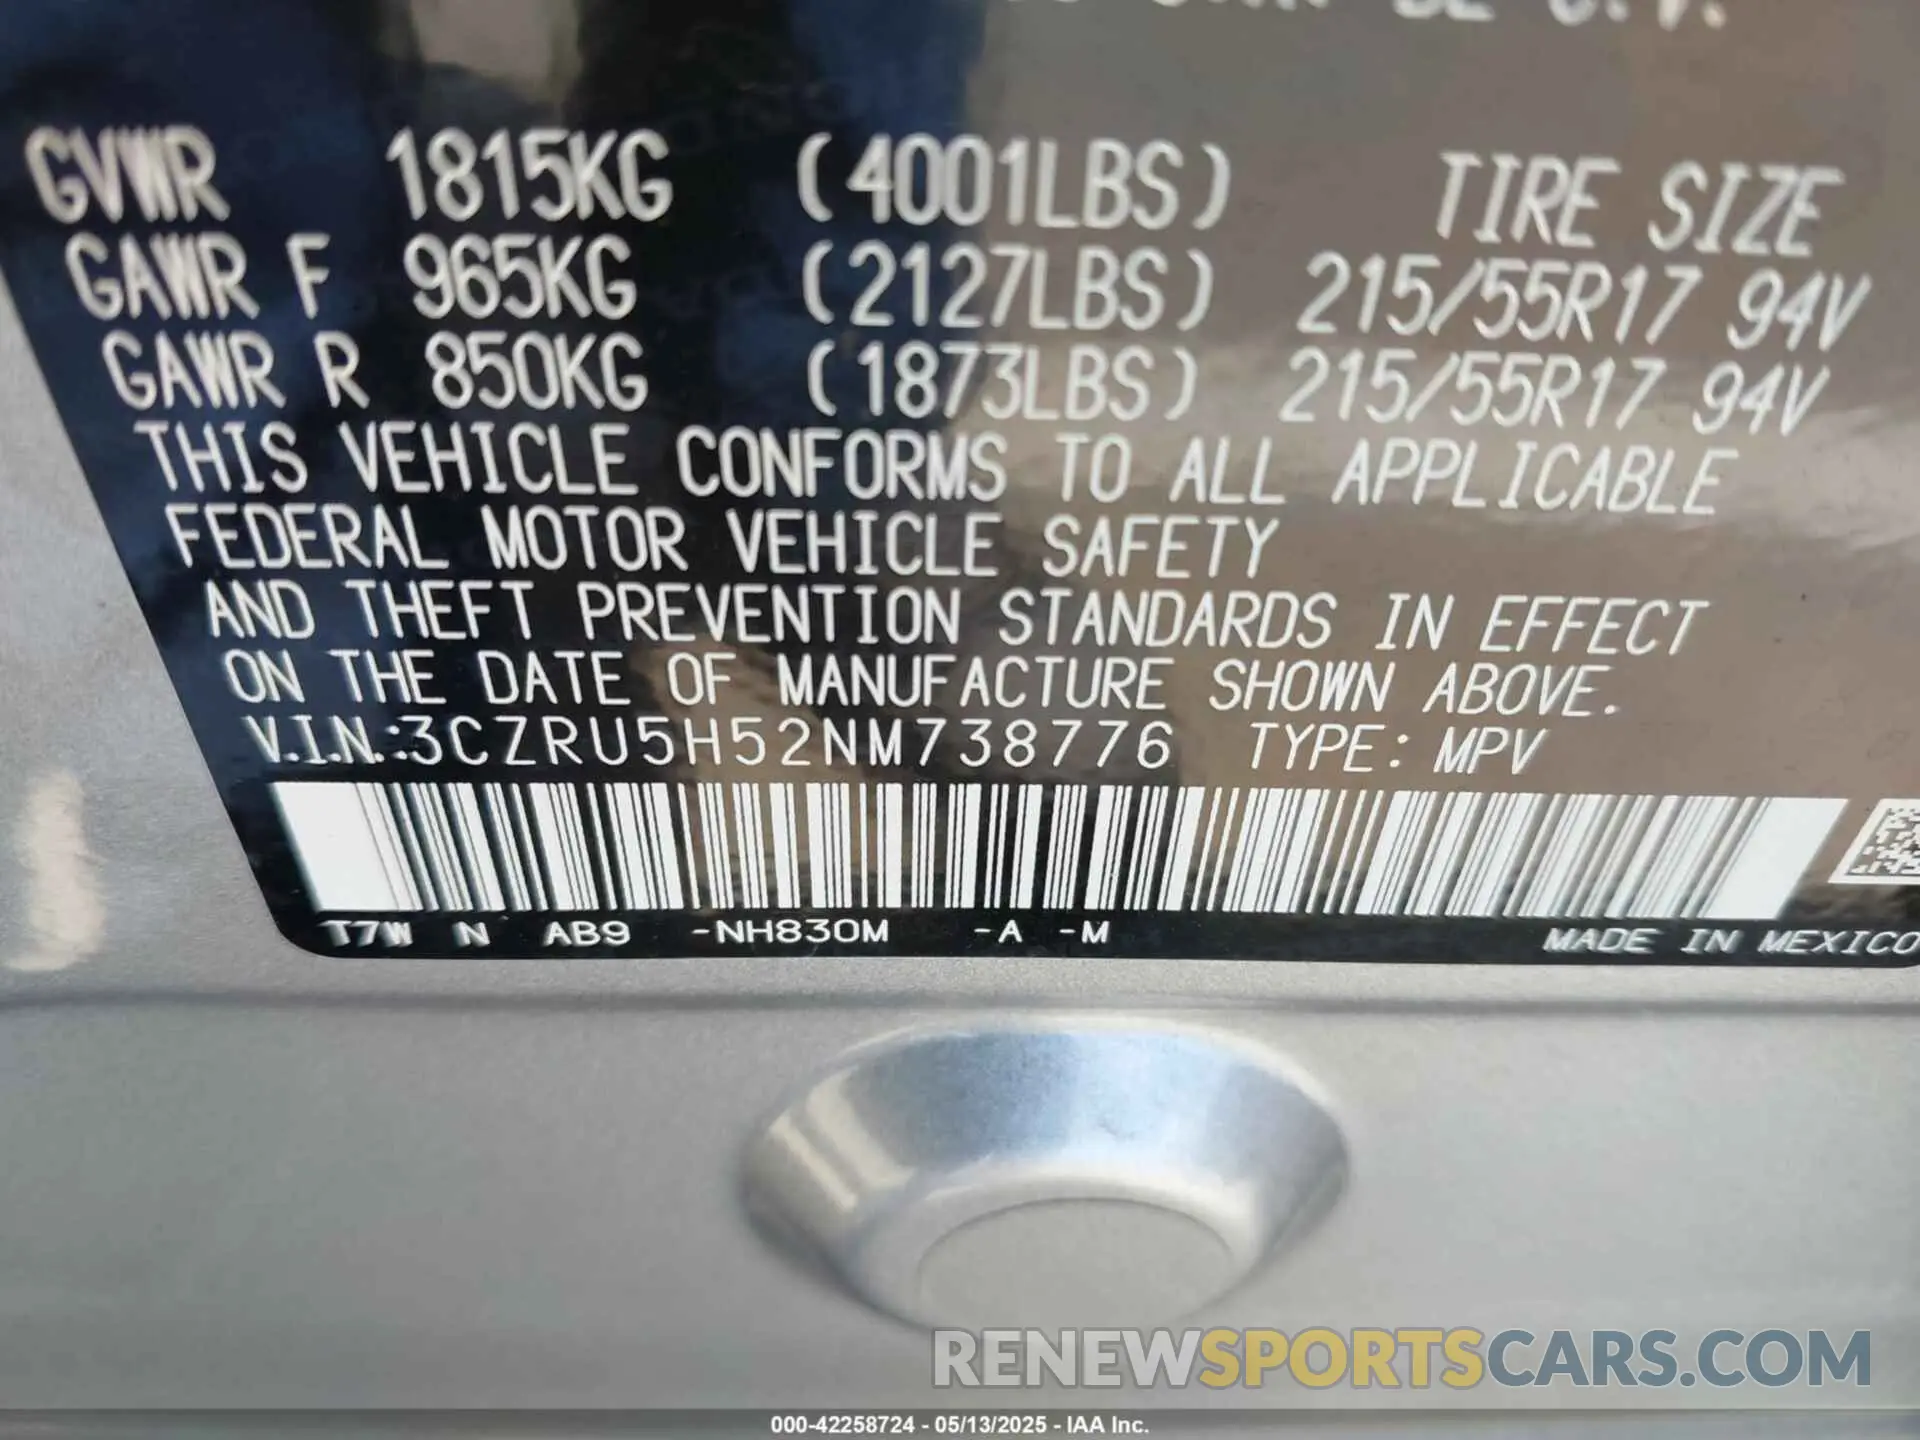 DE C.V.
GVWR 1815KG (4001LBS) TIRE SIZE
GAWR F 965KG (2127LBS) 215/55R17 94V
GAWR R 850KG (1873LBS) 215/55R17 94V
THIS VEHICLE CONFORMS TO ALL APPLICABLE
FEDERAL MOTOR VEHICLE SAFETY
AND THEFT PREVENTION STANDARDS IN EFFECT
ON THE DATE OF MANUFACTURE SHOWN ABOVE.
V.I.N.:3CZRU5H52NM738776 TYPE: MPV
T7W N AB9 -NH830M -A -M MADE IN MEXICO
RENEWSPORTSCARS.COM
000-42258724 - 05/13/2025 - IAA Inc.